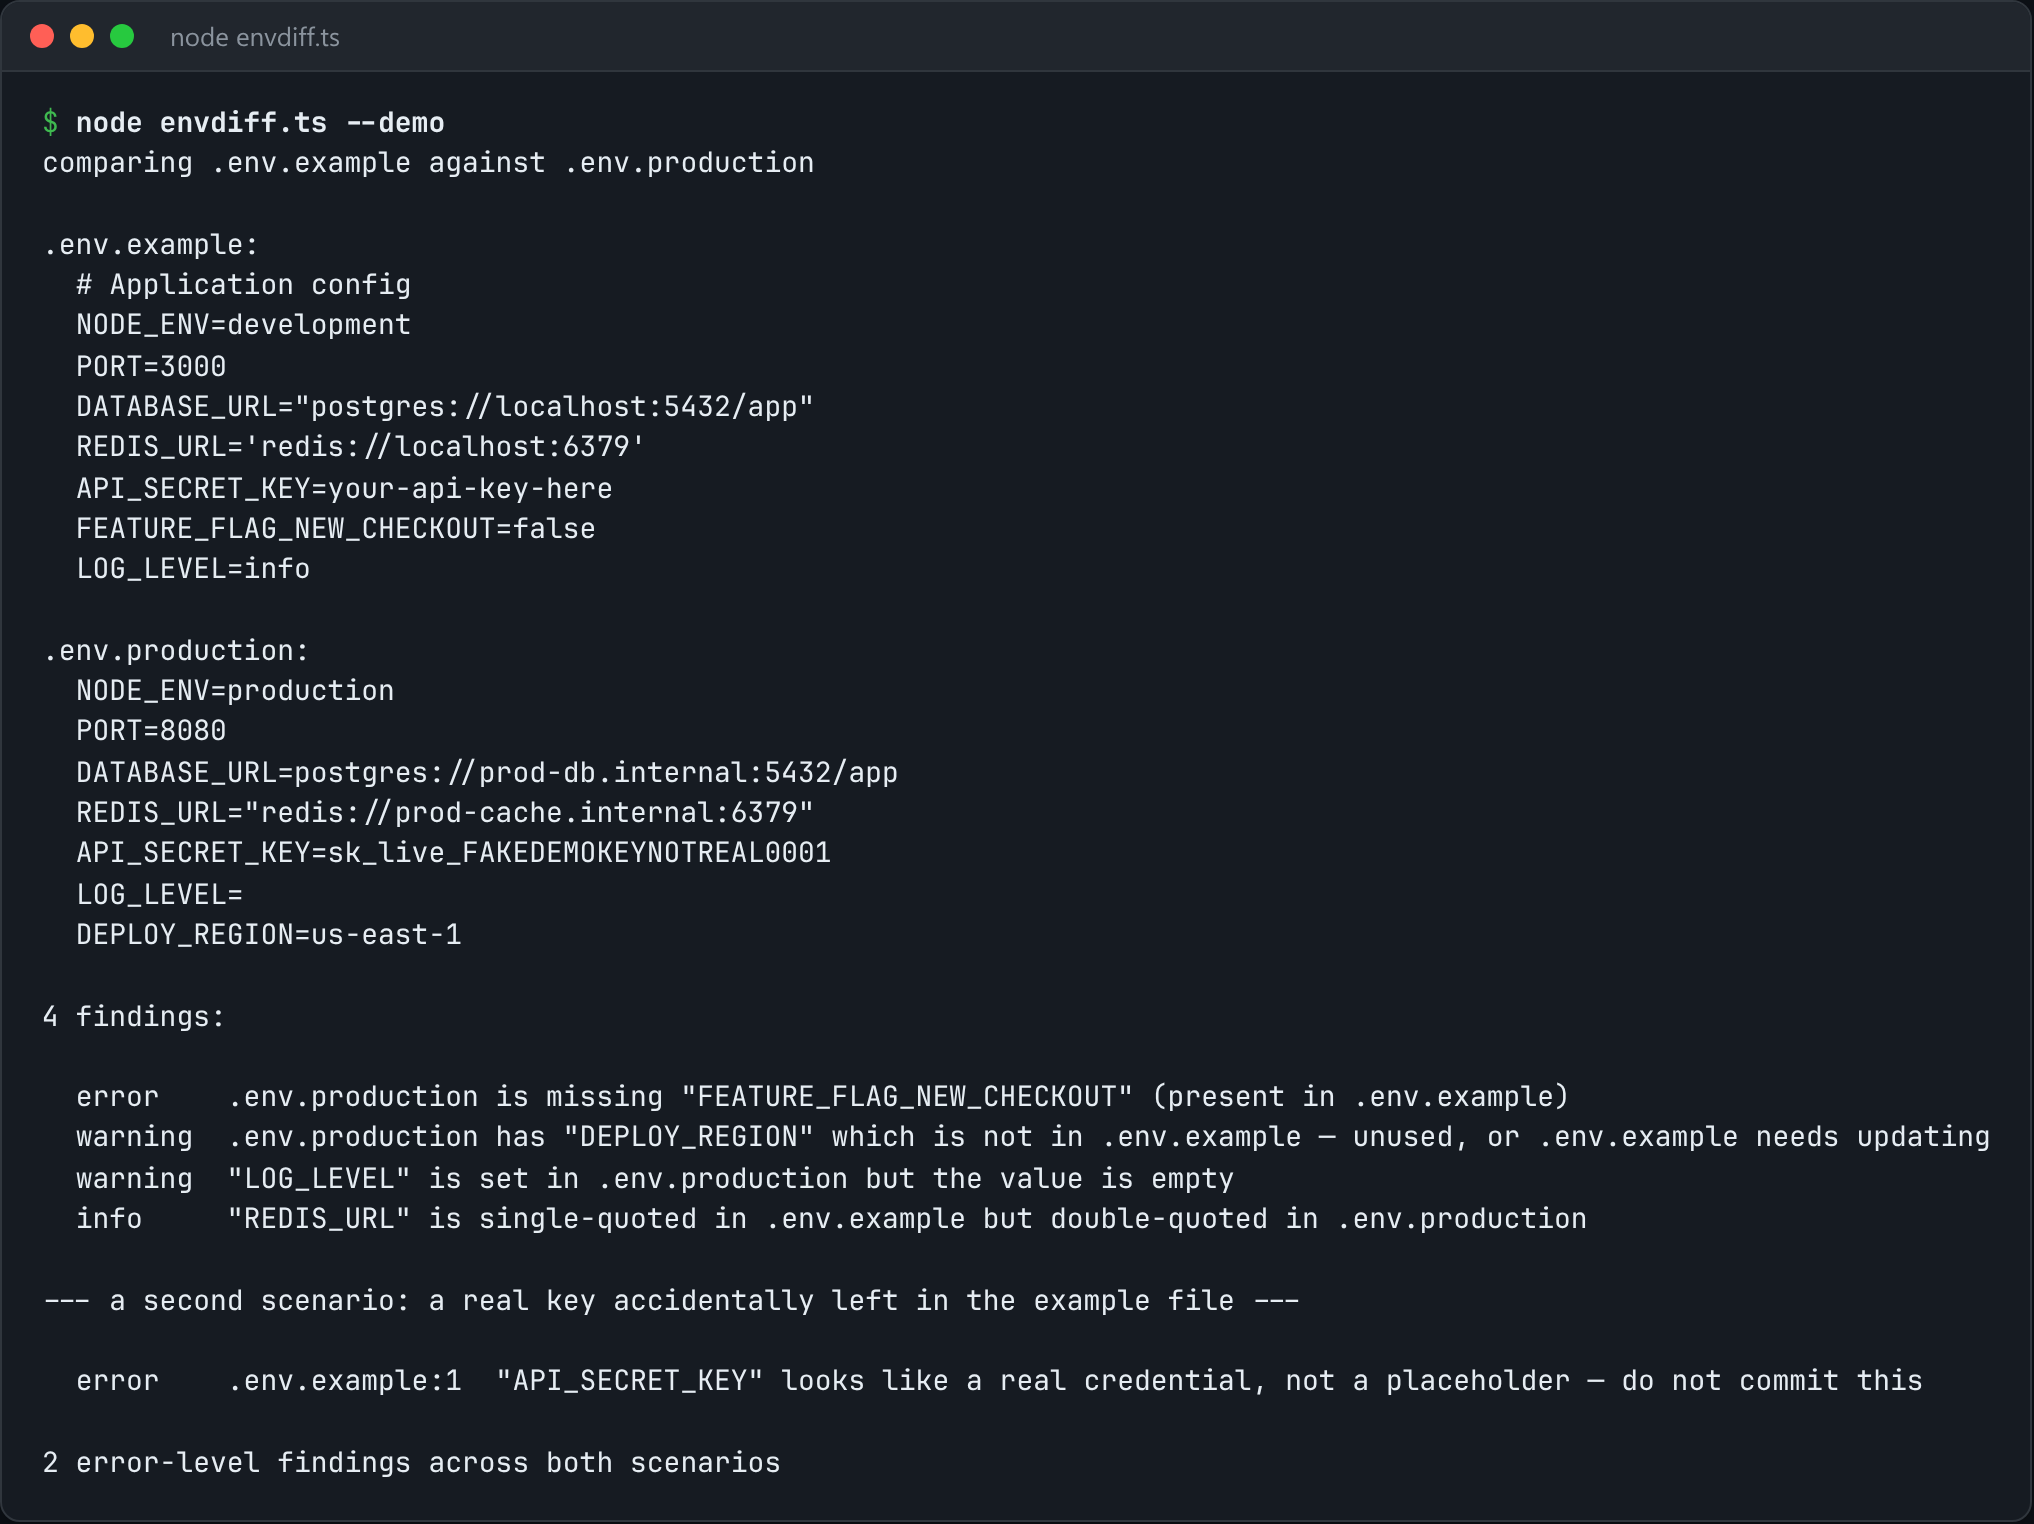 node envdiff.ts
$ node envdiff.ts --demo
comparing .env.example against .env.production
.env.example:
# Application config
NODE_ENV=development
PORT=3000
DATABASE_URL="postgres://localhost:5432/app"
REDIS_URL='redis://localhost:6379'
API_SECRET_KEY=your-api-key-here
FEATURE_FLAG_NEW_CHECKOUT=false
LOG_LEVEL=info
.env.production:
NODE_ENV=production
PORT=8080
DATABASE_URL=postgres://prod-db.internal:5432/app
REDIS_URL="redis://prod-cache.internal:6379"
API_SECRET_KEY=sk_live_FAKEDEMOKEYNOTREAL0001
LOG_LEVEL=
DEPLOY_REGION=us-east-1
4 findings:
error    .env.production is missing "FEATURE_FLAG_NEW_CHECKOUT" (present in .env.example)
warning  .env.production has "DEPLOY_REGION" which is not in .env.example — unused, or .env.example needs updating
warning  "LOG_LEVEL" is set in .env.production but the value is empty
info     "REDIS_URL" is single-quoted in .env.example but double-quoted in .env.production
--- a second scenario: a real key accidentally left in the example file ---
error    .env.example:1  "API_SECRET_KEY" looks like a real credential, not a placeholder — do not commit this
2 error-level findings across both scenarios